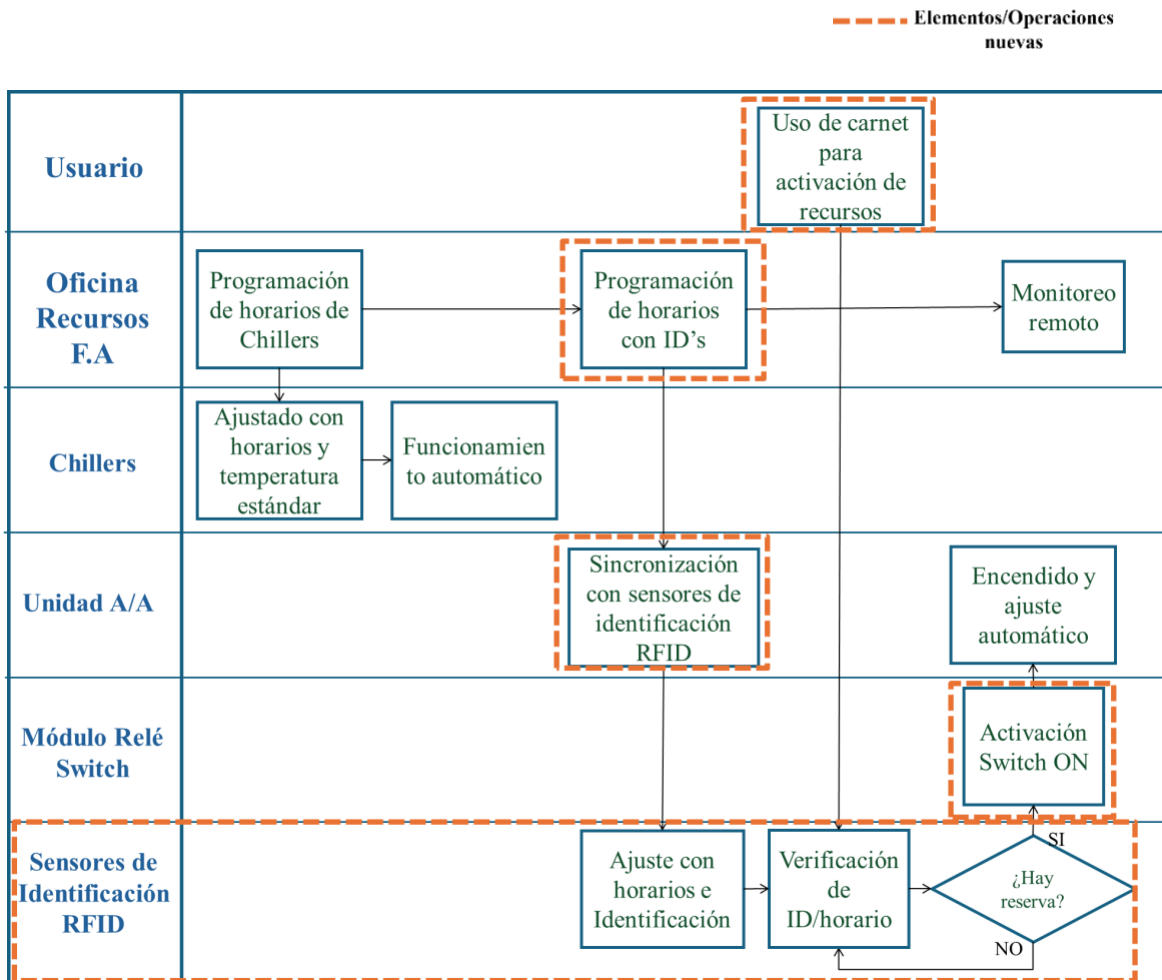 Elementos/Operaciones
nuevas
Usuario
Uso de carnet
para
activación de
recursos
Oficina
Recursos
F.A
Programación
de horarios de
Chillers
Programación
de horarios
con ID’s
Monitoreo
remoto
Chillers
Ajustado con
horarios y
temperatura
estándar
Funcionamien
to automático
Unidad A/A
Sincronización
con sensores de
identificación
RFID
Encendido y
ajuste
automático
Módulo Relé
Switch
Activación
Switch ON
Sensores de
Identificación
RFID
Ajuste con
horarios e
Identificación
Verificación
de
ID/horario
¿Hay
reserva?
SI
NO